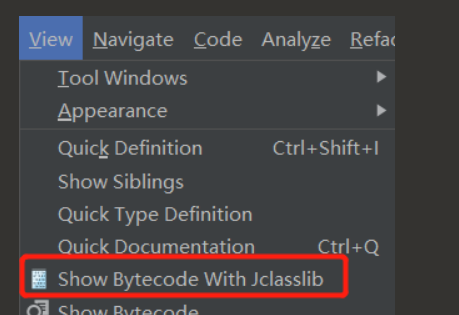 View Navigate Code Analyze Refac
Tool Windows
Appearance
Quick Definition Ctrl+Shift+I
Show Siblings
Quick Type Definition
Quick Documentation Ctrl+Q
Show Bytecode With Jclasslib
Show Bytecode